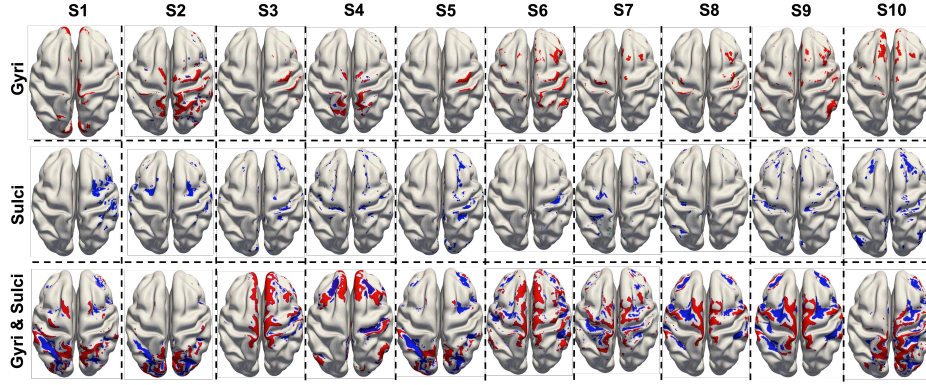 S1 S2 S3 S4 S5 S6 S7 S8 S9 S10
Gyri
Sulci
Gyri & Sulci